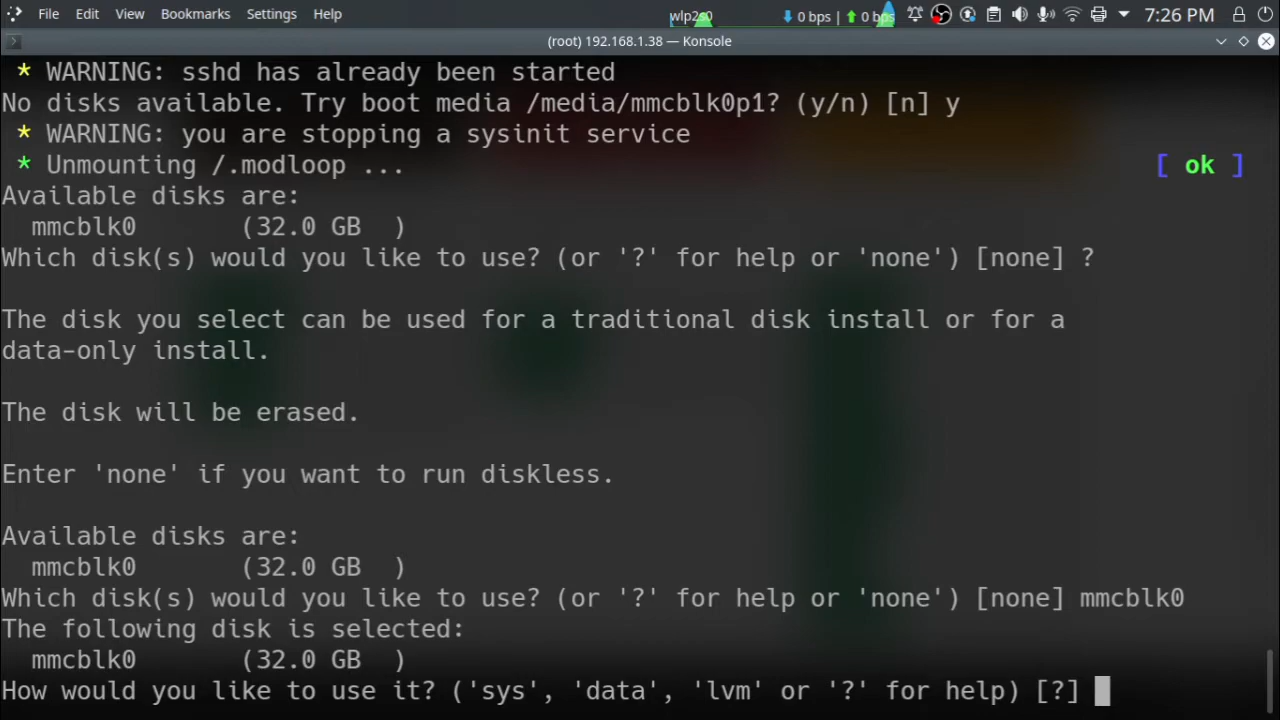 File Edit View Bookmarks Settings Help wlp2s0 0 bps | 0 bps 7:26 PM
(root) 192.168.1.38 — Konsole
* WARNING: sshd has already been started
No disks available. Try boot media /media/mmcblk0p1? (y/n) [n] y
* WARNING: you are stopping a sysinit service
* Unmounting /.modloop ... [ ok ]
Available disks are:
mmcblk0 (32.0 GB )
Which disk(s) would you like to use? (or '?' for help or 'none') [none] ?
The disk you select can be used for a traditional disk install or for a
data-only install.
The disk will be erased.
Enter 'none' if you want to run diskless.
Available disks are:
mmcblk0 (32.0 GB )
Which disk(s) would you like to use? (or '?' for help or 'none') [none] mmcblk0
The following disk is selected:
mmcblk0 (32.0 GB )
How would you like to use it? ('sys', 'data', 'lvm' or '?' for help) [?]